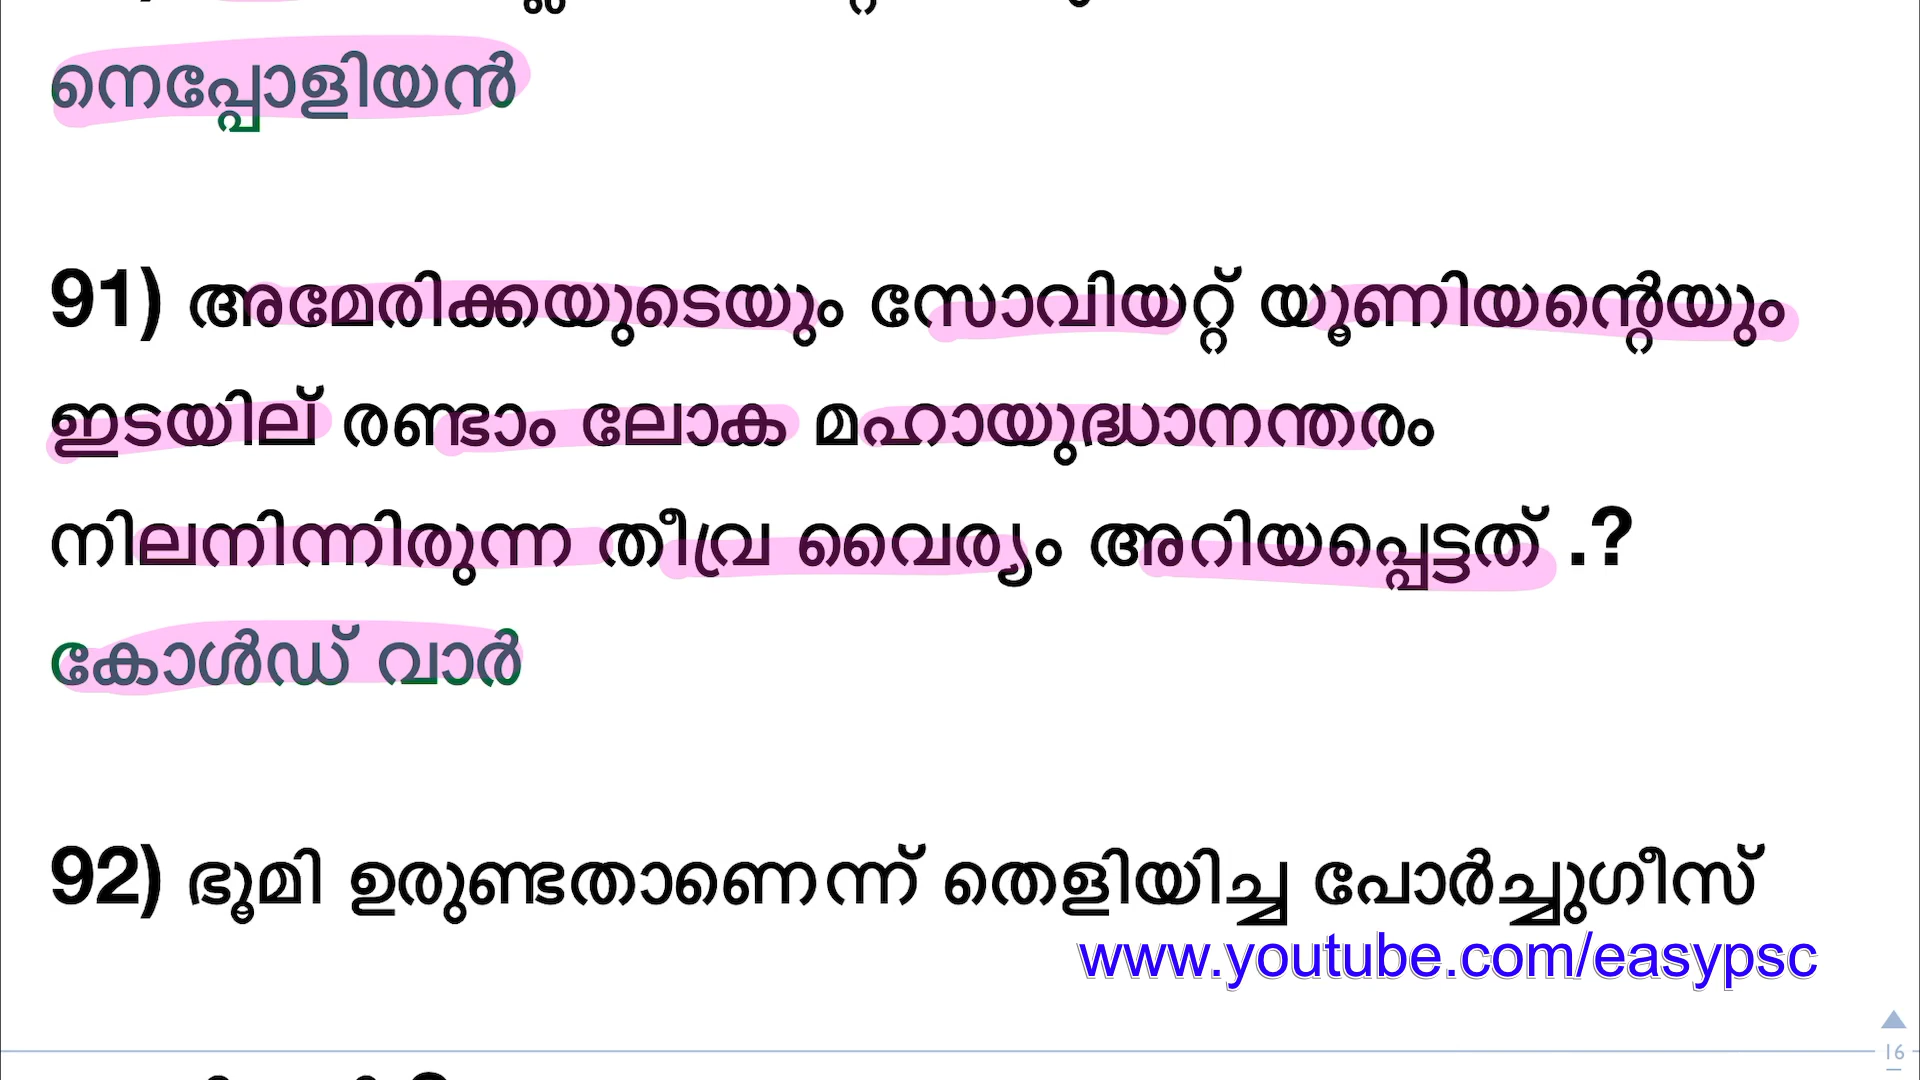 നെപ്പോളിയൻ
91) അമേരിക്കയുടെയും സോവിയറ്റ് യൂണിയന്റെയും
ഇടയില് രണ്ടാം ലോക മഹായുദ്ധാനന്തരം
നിലനിന്നിരുന്ന തീവ്ര വൈര്യം അറിയപ്പെട്ടത് .?
കോൾഡ് വാർ
92) ഭൂമി ഉരുണ്ടതാണെന്ന് തെളിയിച്ച പോർച്ചുഗീസ്
www.youtube.com/easypsc
16